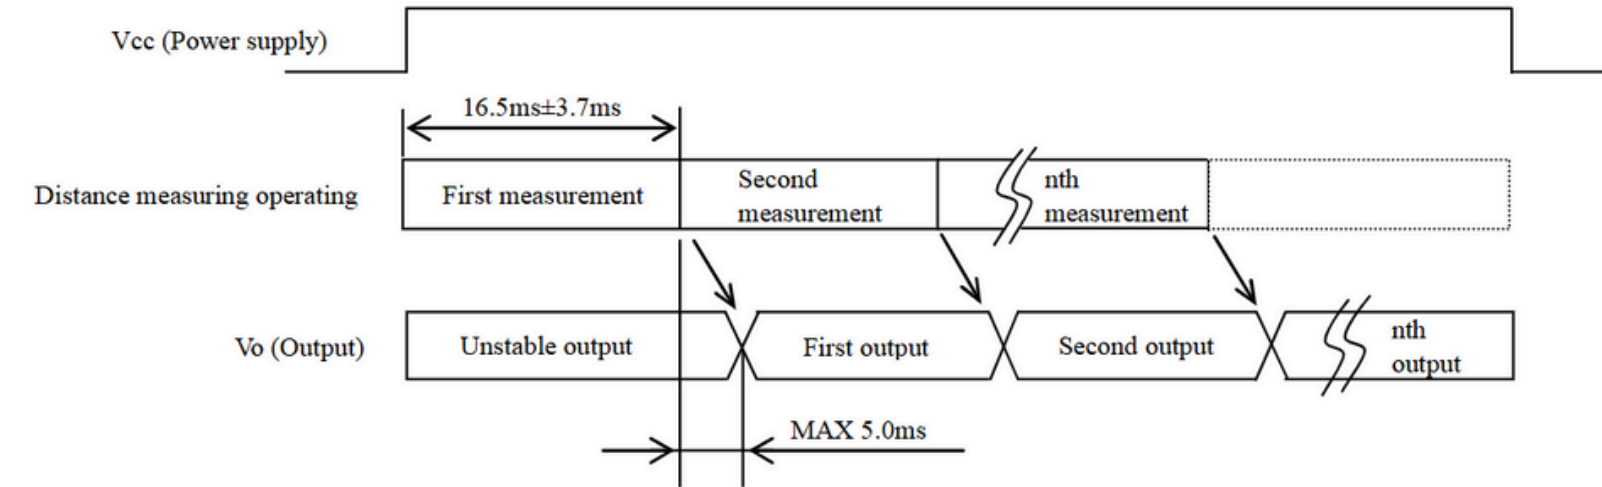 Vcc (Power supply)
16.5ms±3.7ms
Distance measuring operating
First measurement
Second
measurement
nth
measurement
Vo (Output)
Unstable output
First output
Second output
nth
output
MAX 5.0ms